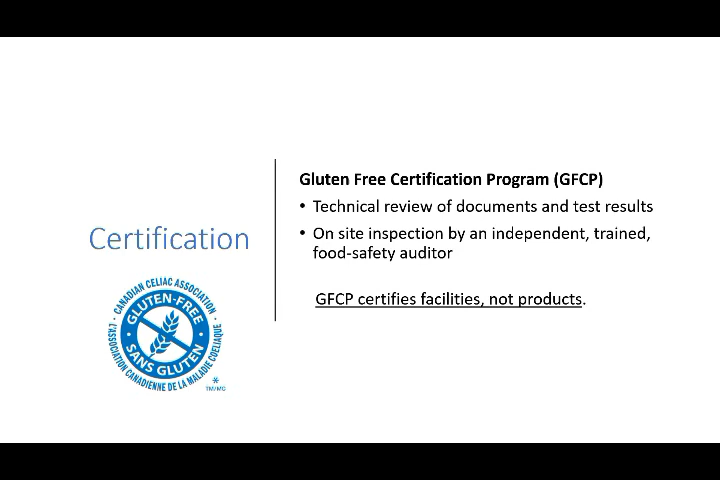 Gluten Free Certification Program (GFCP)
• Technical review of documents and test results
• On site inspection by an independent, trained,
food-safety auditor
GFCP certifies facilities, not products.
Certification
· CANADIAN CELIAC ASSOCIATION ·
L'ASSOCIATION CANADIENNE DE LA MALADIE COELIAQUE
GLUTEN-FREE
SANS GLUTEN
*
TM/MC